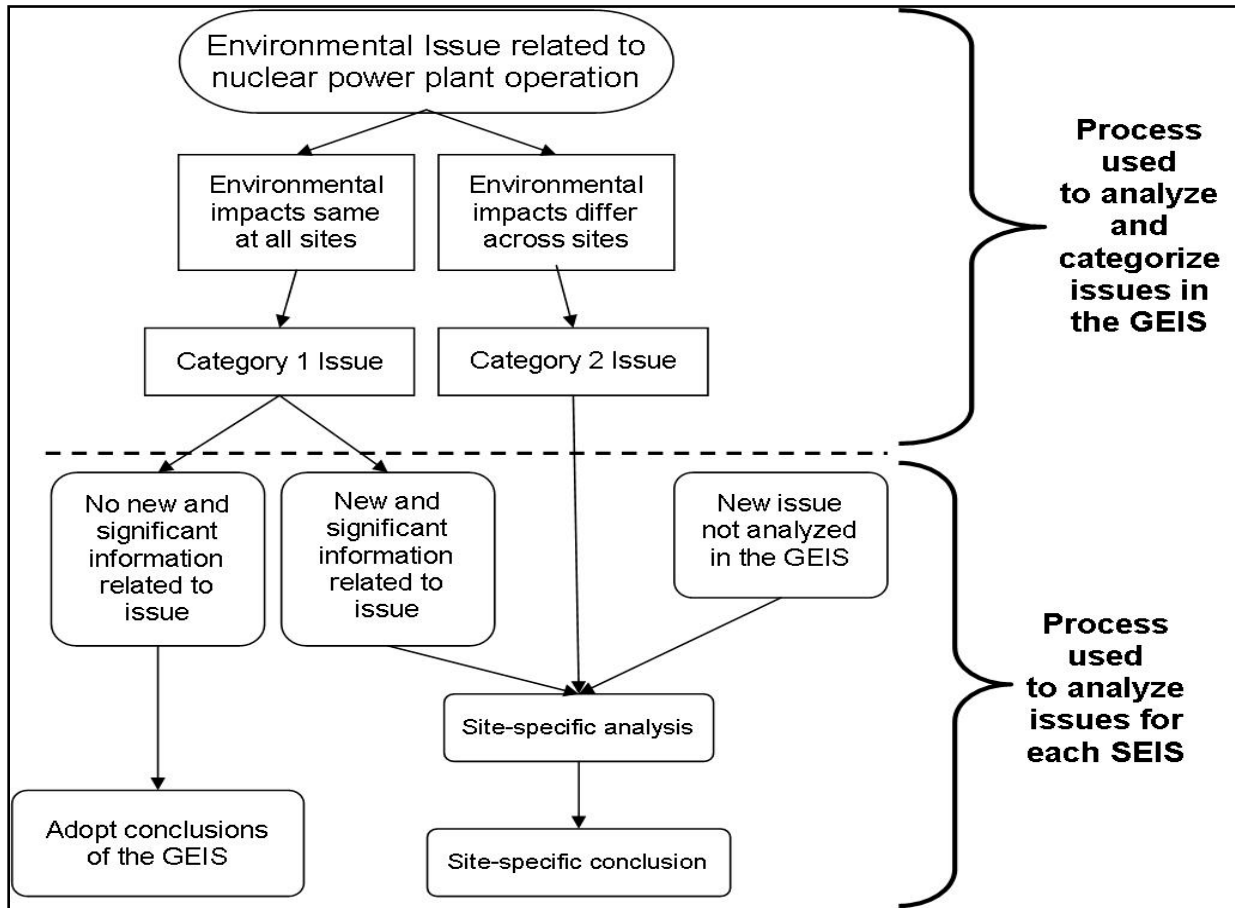 Environmental Issue related to
nuclear power plant operation
Environmental
impacts same
at all sites
Environmental
impacts differ
across sites
Category 1 Issue
Category 2 Issue
Process
used
to analyze
and
categorize
issues in
the GEIS
No new and
significant
information
related to
issue
New and
significant
information
related to
issue
New issue
not analyzed
in the GEIS
Site-specific analysis
Adopt conclusions
of the GEIS
Site-specific conclusion
Process
used
to analyze
issues for
each SEIS